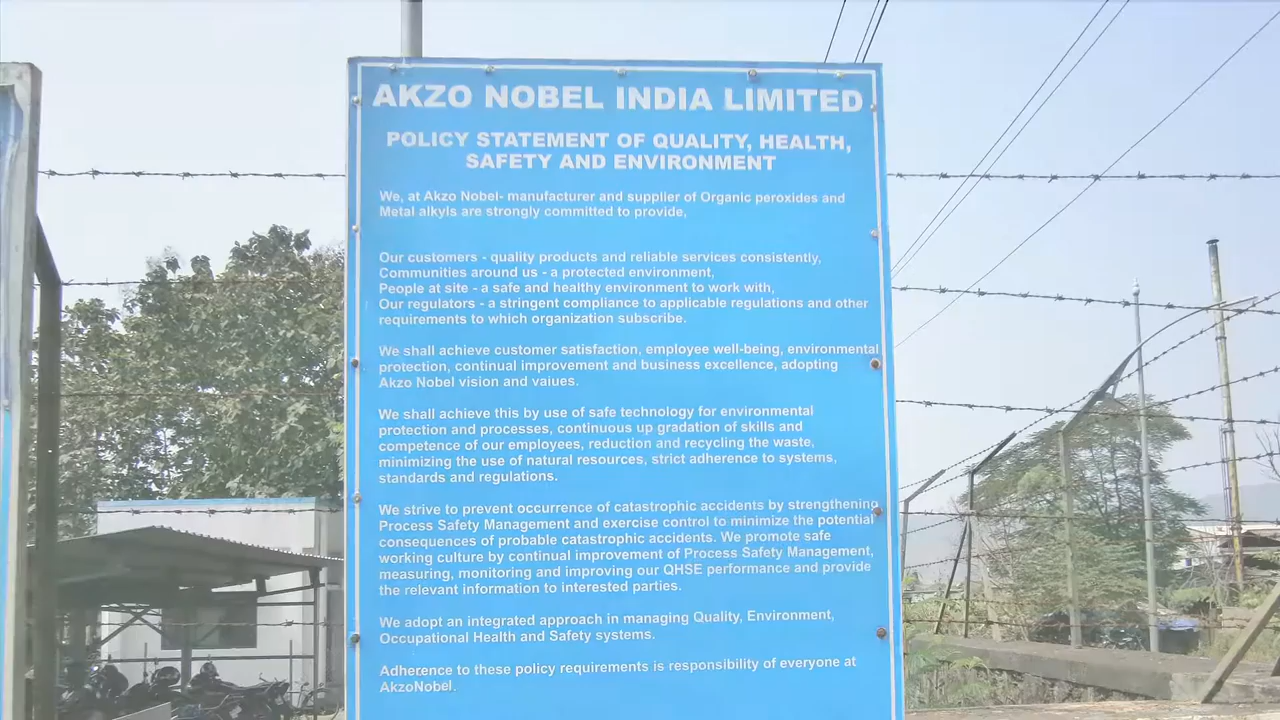 AKZO NOBEL INDIA LIMITED
POLICY STATEMENT OF QUALITY, HEALTH,
SAFETY AND ENVIRONMENT
We, at Akzo Nobel- manufacturer and supplier of Organic peroxides and
Metal alkyls are strongly committed to provide,
Our customers - quality products and reliable services consistently,
Communities around us - a protected environment,
People at site - a safe and healthy environment to work with,
Our regulators - a stringent compliance to applicable regulations and other
requirements to which organization subscribe.
We shall achieve customer satisfaction, employee well-being, environmental
protection, continual improvement and business excellence, adopting
Akzo Nobel vision and vaiues.
We shall achieve this by use of safe technology for environmental
protection and processes, continuous up gradation of skills and
competence of our employees, reduction and recycling the waste,
minimizing the use of natural resources, strict adherence to systems,
standards and regulations.
We strive to prevent occurrence of catastrophic accidents by strengthening
Process Safety Management and exercise control to minimize the potential
consequences of probable catastrophic accidents. We promote safe
working culture by continual improvement of Process Safety Management,
measuring, monitoring and improving our QHSE performance and provide
the relevant information to interested parties.
We adopt an integrated approach in managing Quality, Environment,
Occupational Health and Safety systems.
Adherence to these policy requirements is responsibility of everyone at
AkzoNobel.